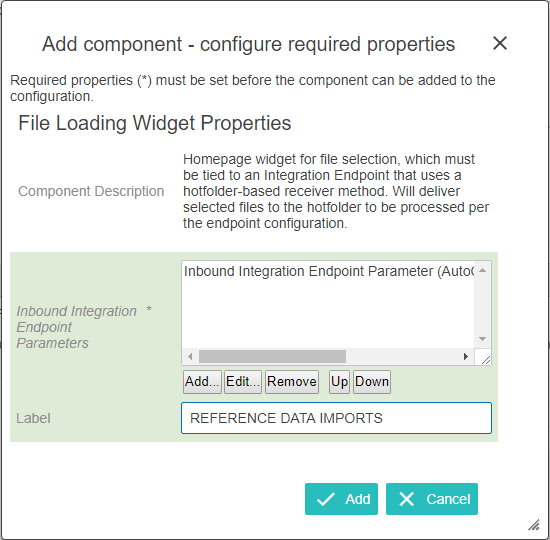 Add component - configure required properties
Required properties (*) must be set before the component can be added to the
configuration.
File Loading Widget Properties
Component Description
Homepage widget for file selection, which must
be tied to an Integration Endpoint that uses a
hotfolder-based receiver method. Will deliver
selected files to the hotfolder to be processed per
the endpoint configuration.
Inbound Integration *
Endpoint
Parameters
Inbound Integration Endpoint Parameter (Auto
Add... Edit... Remove Up Down
Label
REFERENCE DATA IMPORTS
Add Cancel